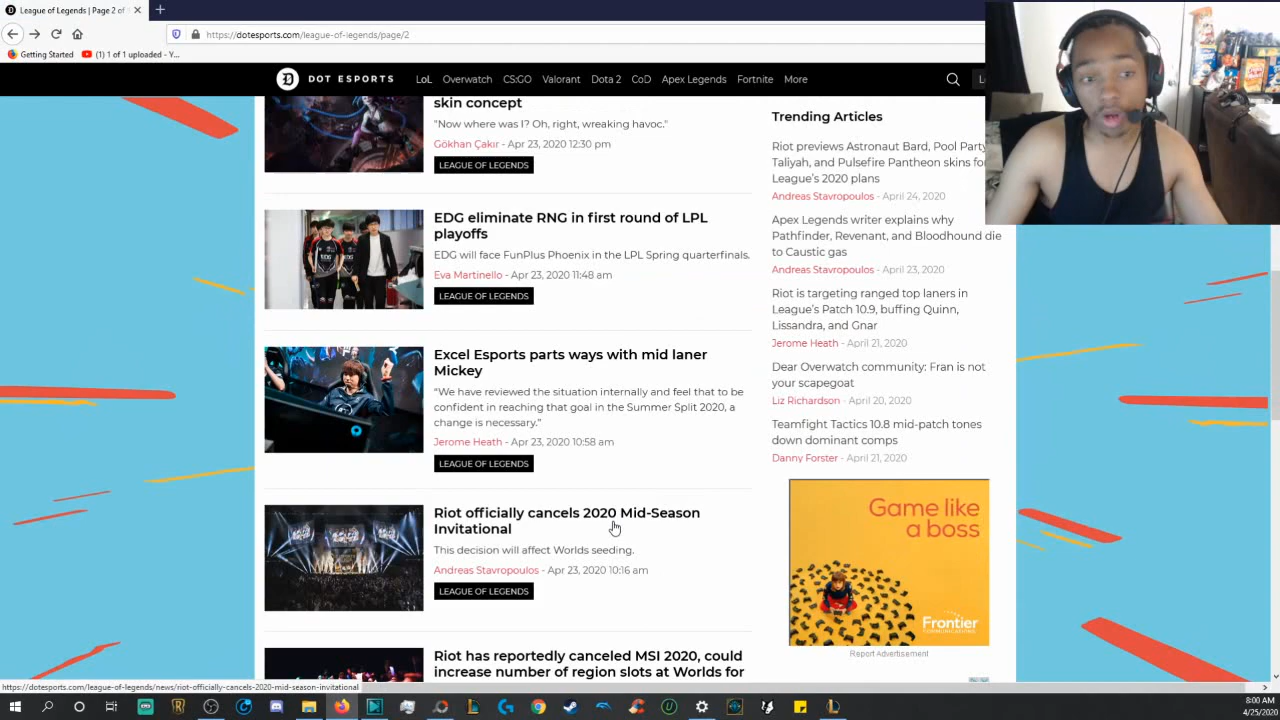 League of Legends | Page 2 of
https://dotesports.com/league-of-legends/page/2
Getting Started
(1) 1 of 1 uploaded - Y...
DOT ESPORTS
LoL Overwatch CS:GO Valorant Dota 2 CoD Apex Legends Fortnite More
skin concept
"Now where was I? Oh, right, wreaking havoc."
Gökhan Çakır - Apr 23, 2020 12:30 pm
LEAGUE OF LEGENDS
EDG eliminate RNG in first round of LPL
playoffs
EDG will face FunPlus Phoenix in the LPL Spring quarterfinals.
Eva Martinello - Apr 23, 2020 11:48 am
LEAGUE OF LEGENDS
Excel Esports parts ways with mid laner
Mickey
“We have reviewed the situation internally and feel that to be
confident in reaching that goal in the Summer Split 2020, a
change is necessary.”
Jerome Heath - Apr 23, 2020 10:58 am
LEAGUE OF LEGENDS
Riot officially cancels 2020 Mid-Season
Invitational
This decision will affect Worlds seeding.
Andreas Stavropoulos - Apr 23, 2020 10:16 am
LEAGUE OF LEGENDS
Riot has reportedly canceled MSI 2020, could
increase number of region slots at Worlds for
Trending Articles
Riot previews Astronaut Bard, Pool Party
Taliyah, and Pulsefire Pantheon skins for
League's 2020 plans
Andreas Stavropoulos - April 24, 2020
Apex Legends writer explains why
Pathfinder, Revenant, and Bloodhound die
to Caustic gas
Andreas Stavropoulos - April 23, 2020
Riot is targeting ranged top laners in
League's Patch 10.9, buffing Quinn,
Lissandra, and Gnar
Jerome Heath - April 21, 2020
Dear Overwatch community: Fran is not
your scapegoat
Liz Richardson - April 20, 2020
Teamfight Tactics 10.8 mid-patch tones
down dominant comps
Danny Forster - April 21, 2020
Game like
a boss
Frontier
COMMUNICATIONS
Report Advertisement
https://dotesports.com/league-of-legends/news/riot-officially-cancels-2020-mid-season-invitational
8:00 AM
4/25/2020